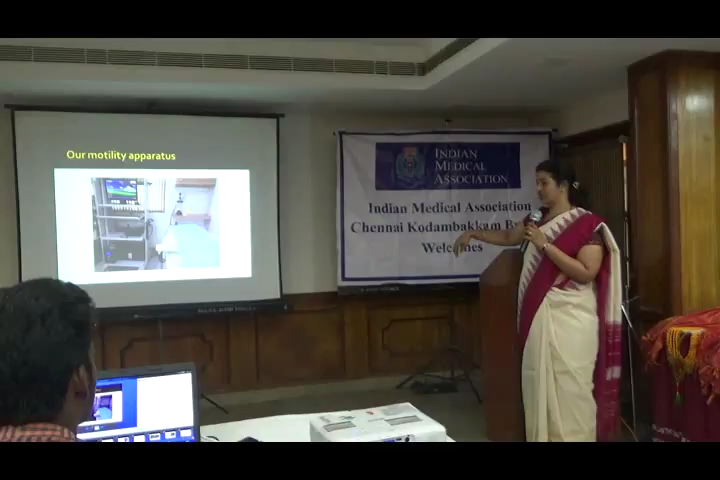 Our motility apparatus
INDIAN
MEDICAL
ASSOCIATION
Indian Medical Association
Chennai Kodambakkam
Welcomes